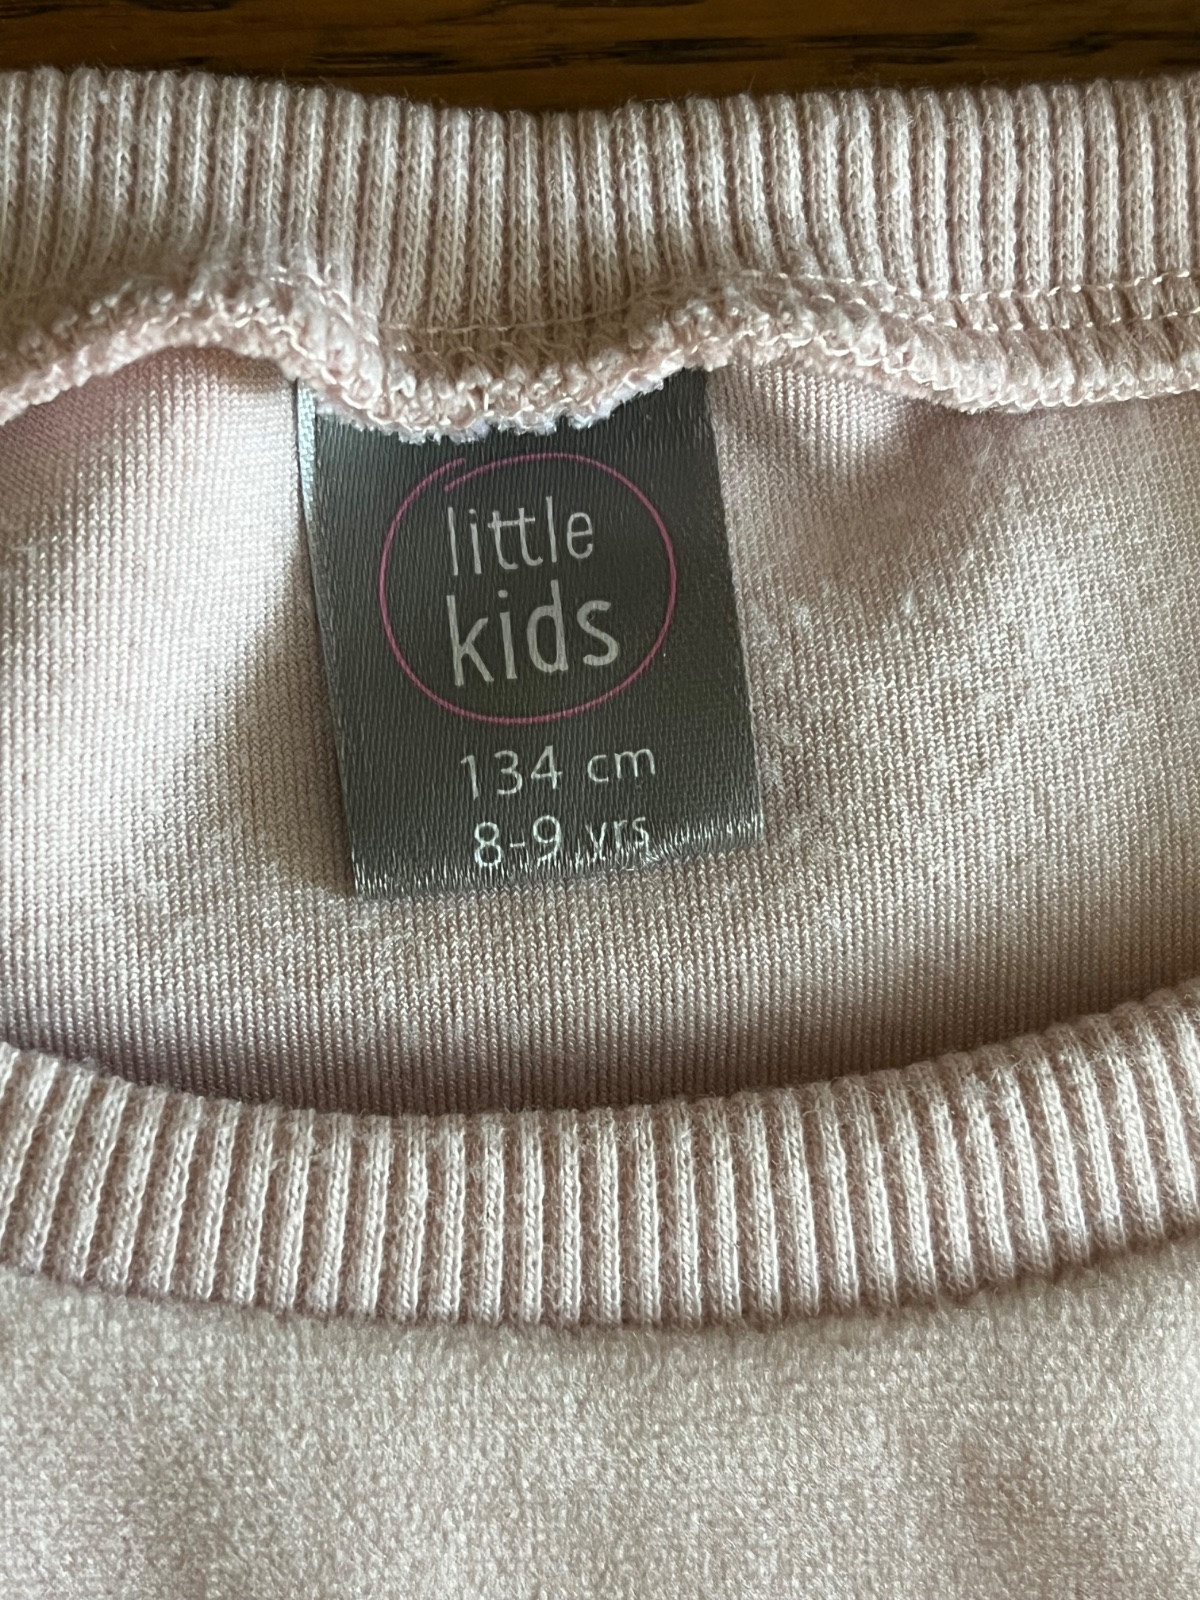 little
kids
134 cm
8-9 yrs